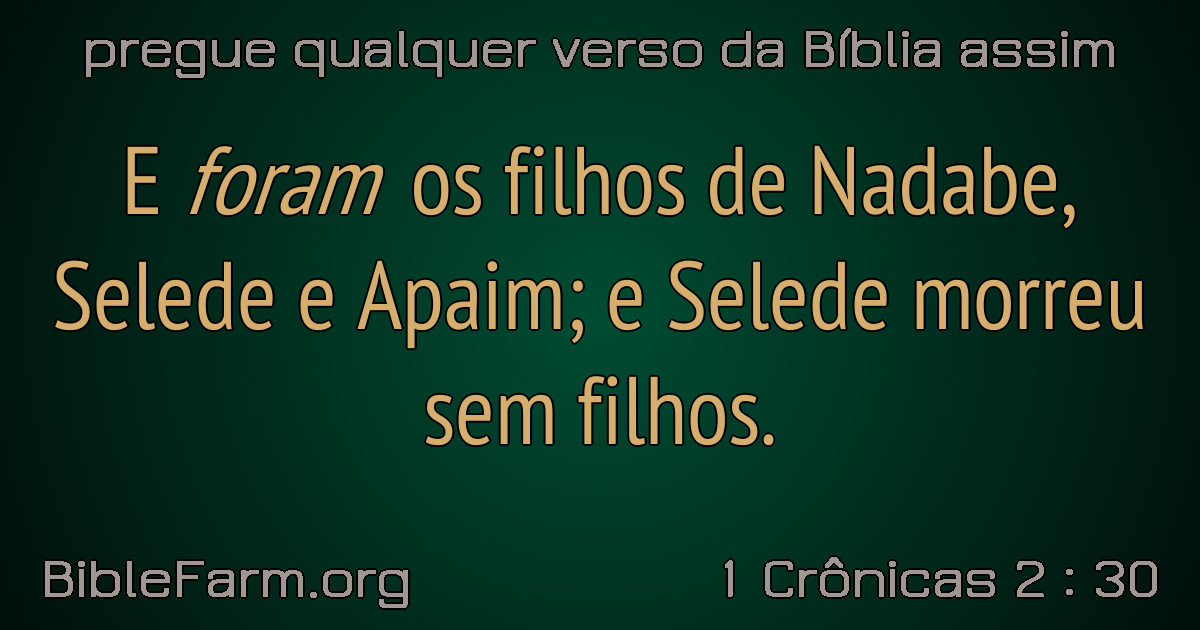 pregue qualquer verso da Bíblia assim
E foram os filhos de Nadabe,
Selede e Apaim; e Selede morreu
sem filhos.
BibleFarm.org
1 Crônicas 2 : 30